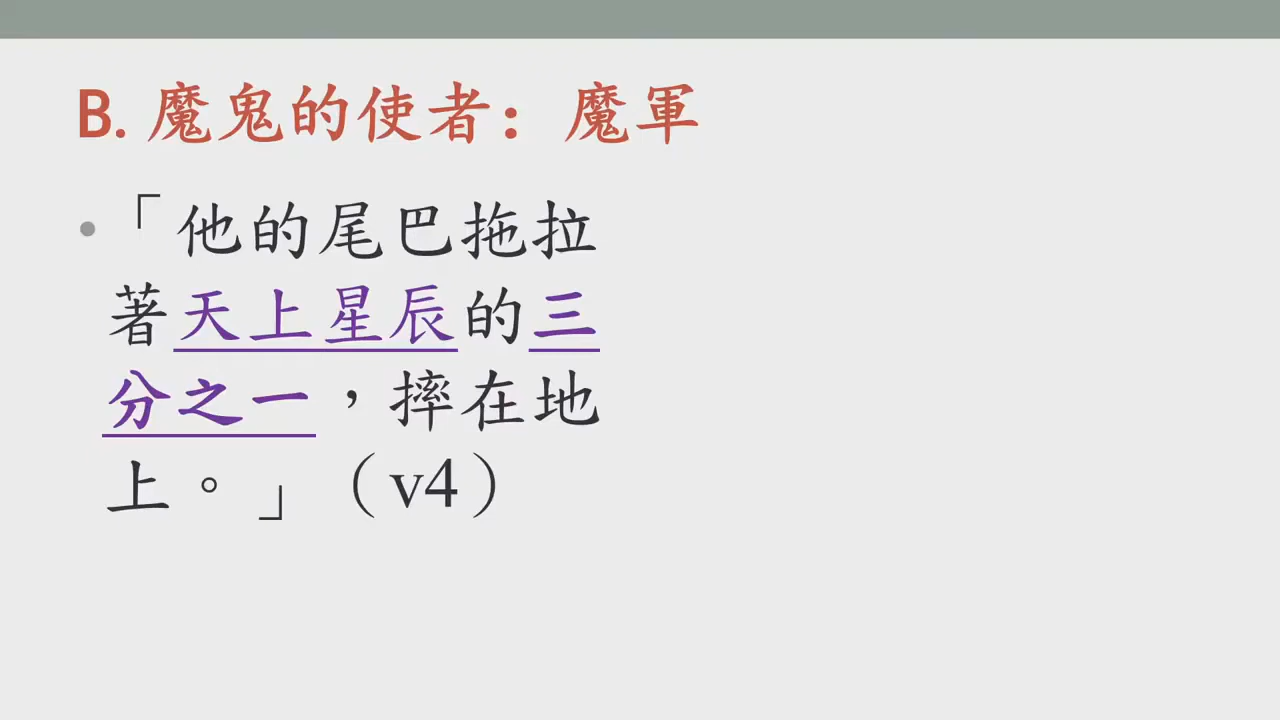 B. 魔鬼的使者：魔軍
•「他的尾巴拖拉
著天上星辰的三
分之一，摔在地
上。」（v4）